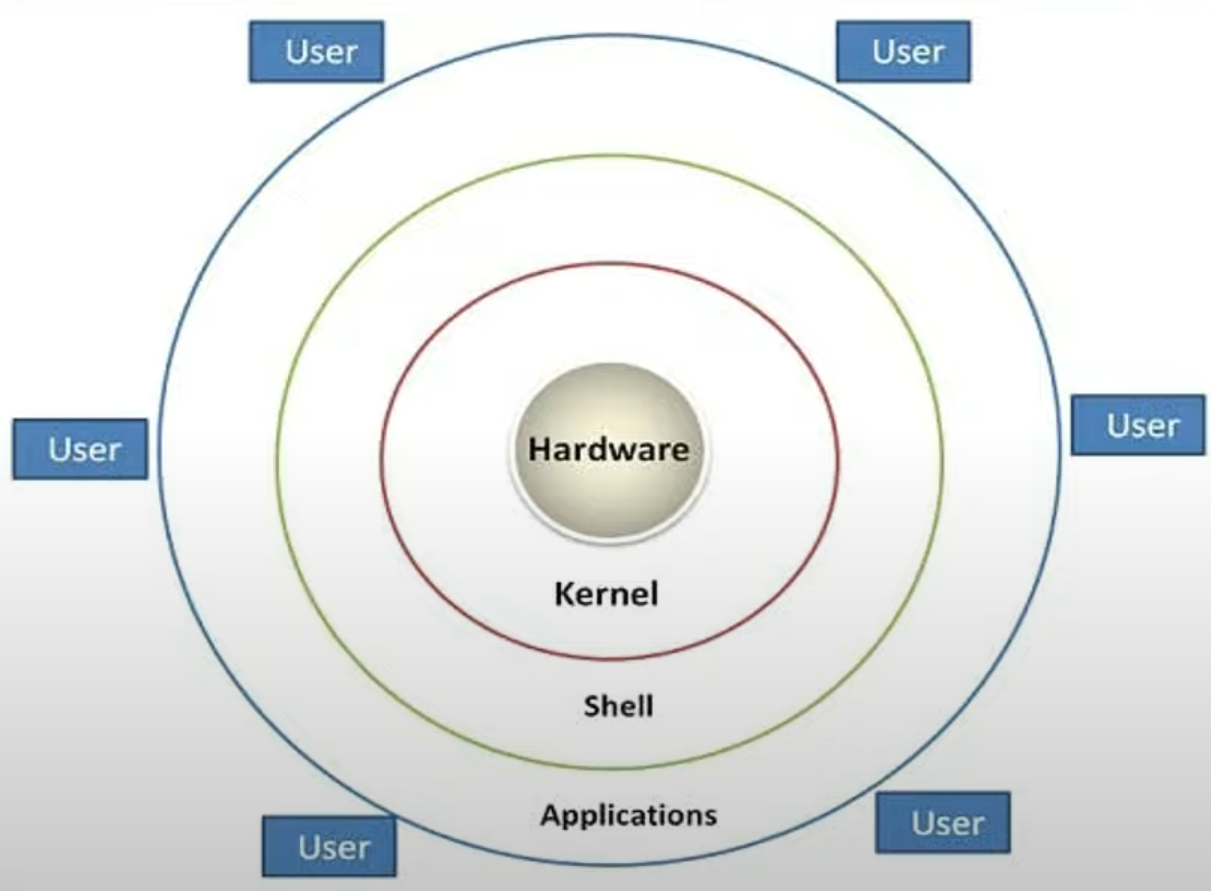 User
User
Hardware
User
User
Kernel
Shell
Applications
User
User